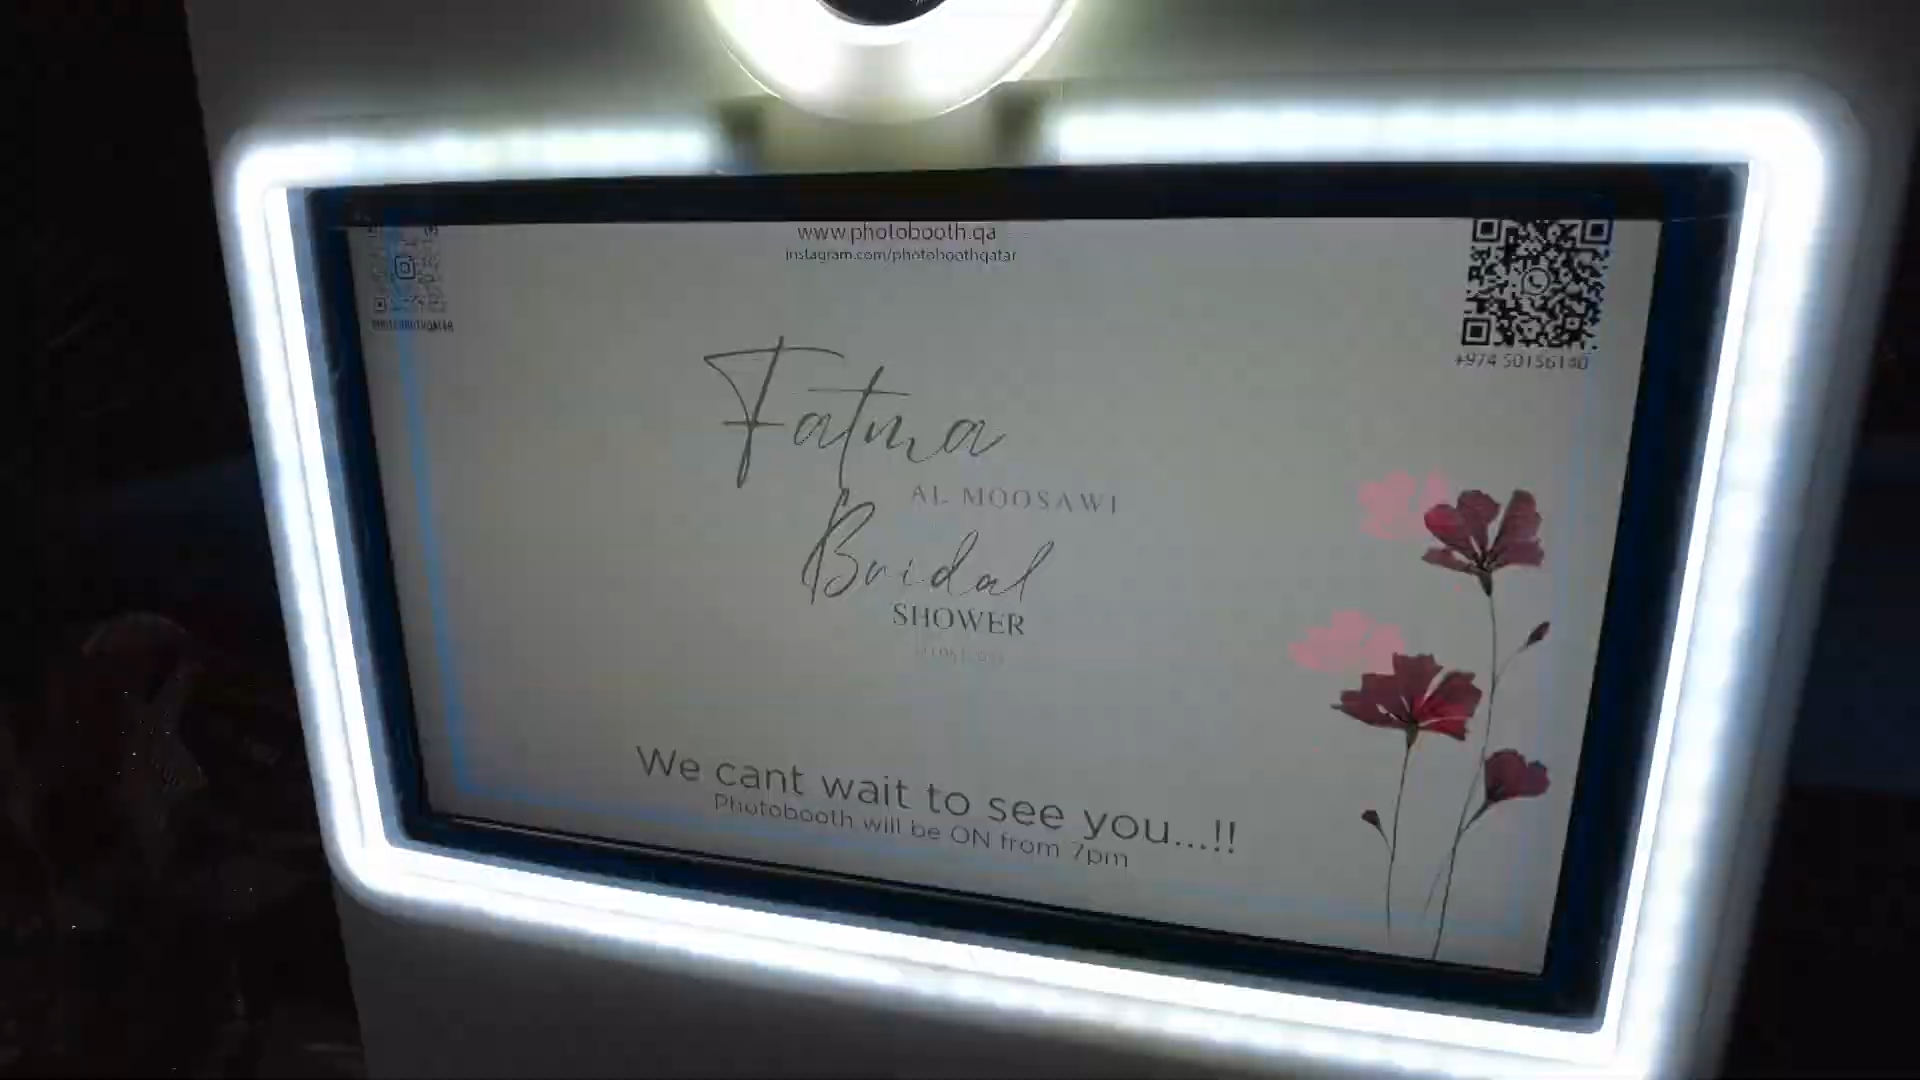 www.photobooth.qa
instagram.com/photoboothqatar
+974 50156140
Fatma
AL MOOSAWI
Bridal
SHOWER
We cant wait to see you...!!
Photobooth will be ON from 7pm